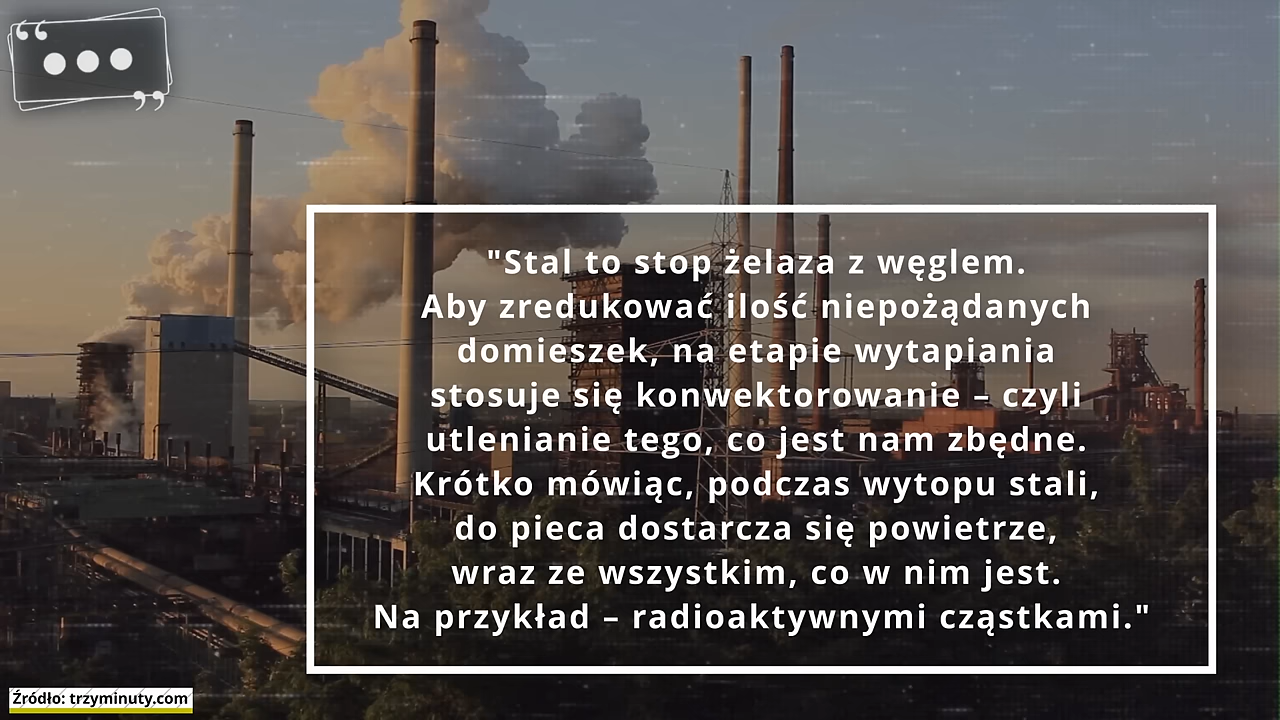 "Stal to stop żelaza z węglem.
Aby zredukować ilość niepożądanych
domieszek, na etapie wytapiania
stosuje się konwektorowanie – czyli
utlenianie tego, co jest nam zbędne.
Krótko mówiąc, podczas wytopu stali,
do pieca dostarcza się powietrze,
wraz ze wszystkim, co w nim jest.
Na przykład – radioaktywnymi cząstkami."
Źródło: trzyminuty.com